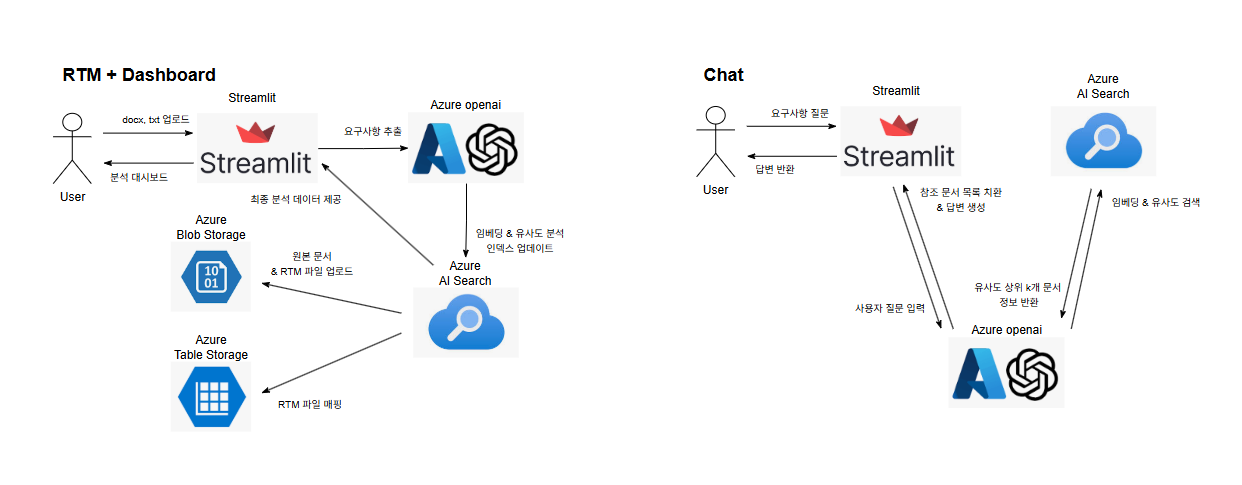 RTM + Dashboard
Streamlit
docx, txt 업로드
Streamlit
분석 대시보드
User
요구사항 추출
Azure openai
최종 분석 데이터 제공
임베딩 & 유사도 분석
인덱스 업데이트
Azure
Blob Storage
10
01
원본 문서
& RTM 파일 업로드
Azure
AI Search
Azure
Table Storage
RTM 파일 매핑
Chat
Streamlit
요구사항 질문
Streamlit
답변 반환
User
Azure
AI Search
참조 문서 목록 치환
& 답변 생성
임베딩 & 유사도 검색
사용자 질문 입력
유사도 상위 k개 문서
정보 반환
Azure openai